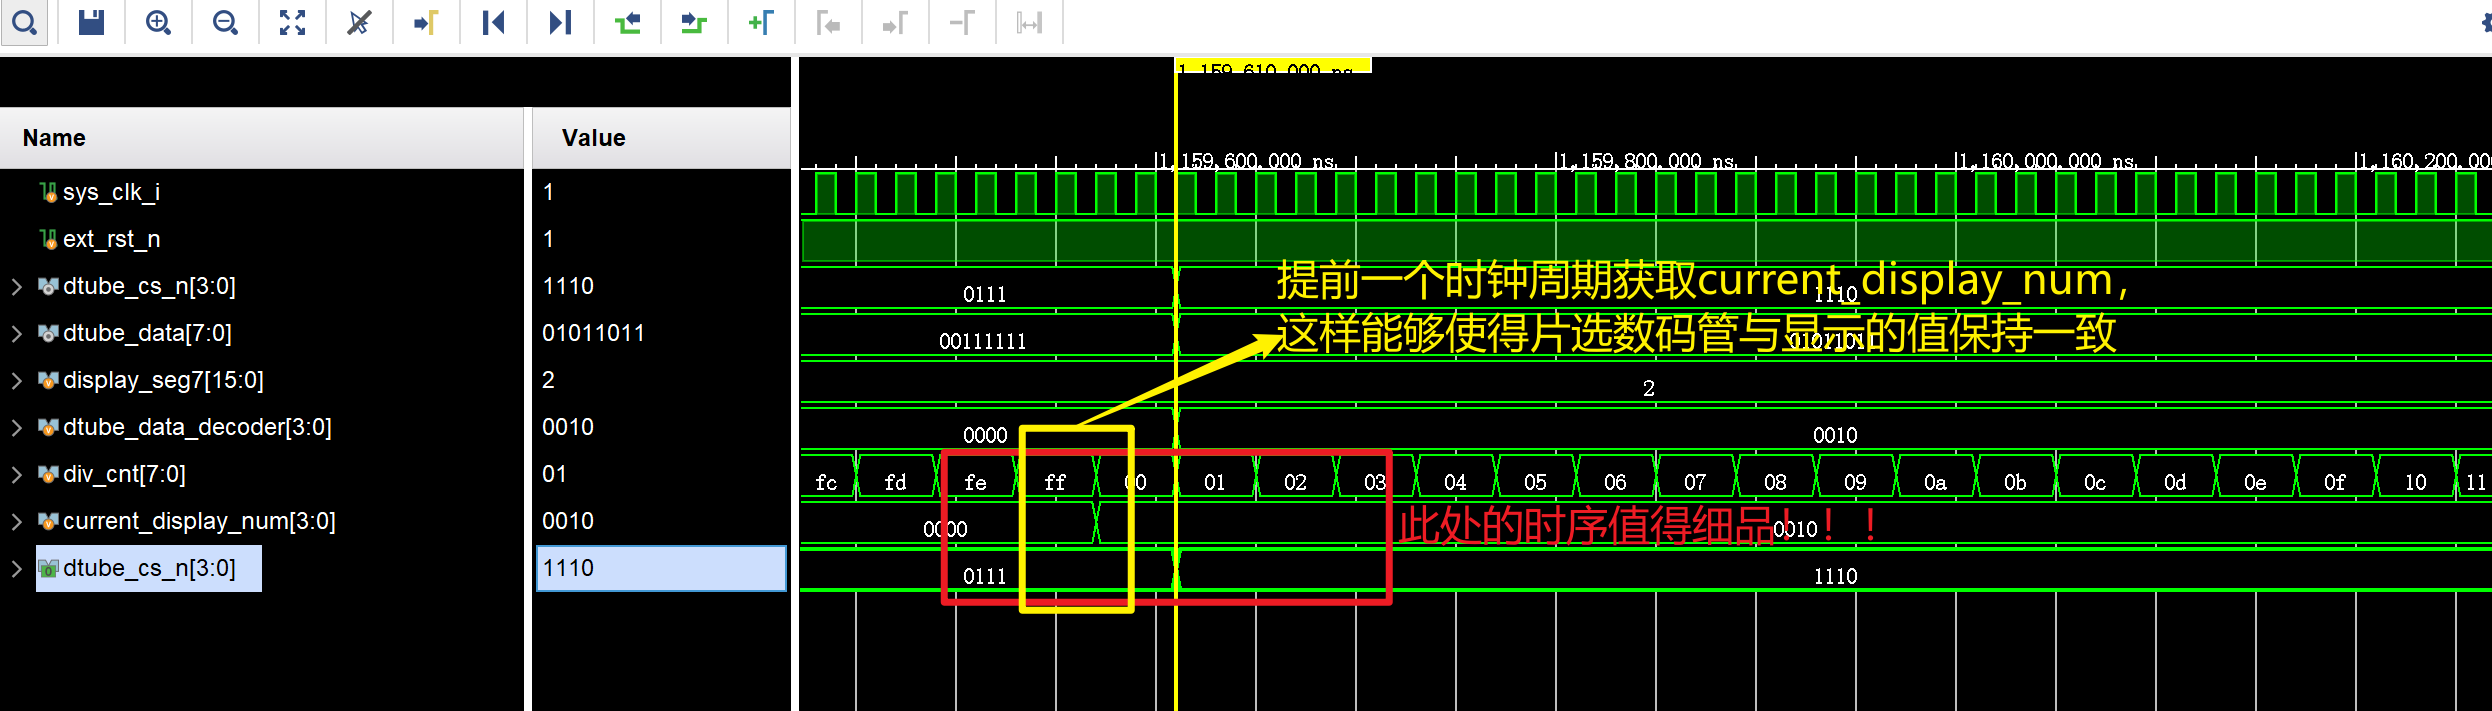 1,159,610.000 ns
Name
Value
1,159,600.000 ns
1,159,800.000 ns
1,160,000.000 ns
1,160,200.00
sys_clk_i
1
ext_rst_n
1
dtube_cs_n[3:0]
1110
0111
1110
提前一个时钟周期获取current_display_num，
这样能够使得片选数码管与显示的值保持一致
dtube_data[7:0]
01011011
00111111
01011011
display_seg7[15:0]
2
2
dtube_data_decoder[3:0]
0010
0000
0010
div_cnt[7:0]
01
fc fd fe ff 00 01 02 03 04 05 06 07 08 09 0a 0b 0c 0d 0e 0f 10 11
current_display_num[3:0]
0010
0000
0010
此处的时序值得细品！！！
dtube_cs_n[3:0]
1110
0111
1110